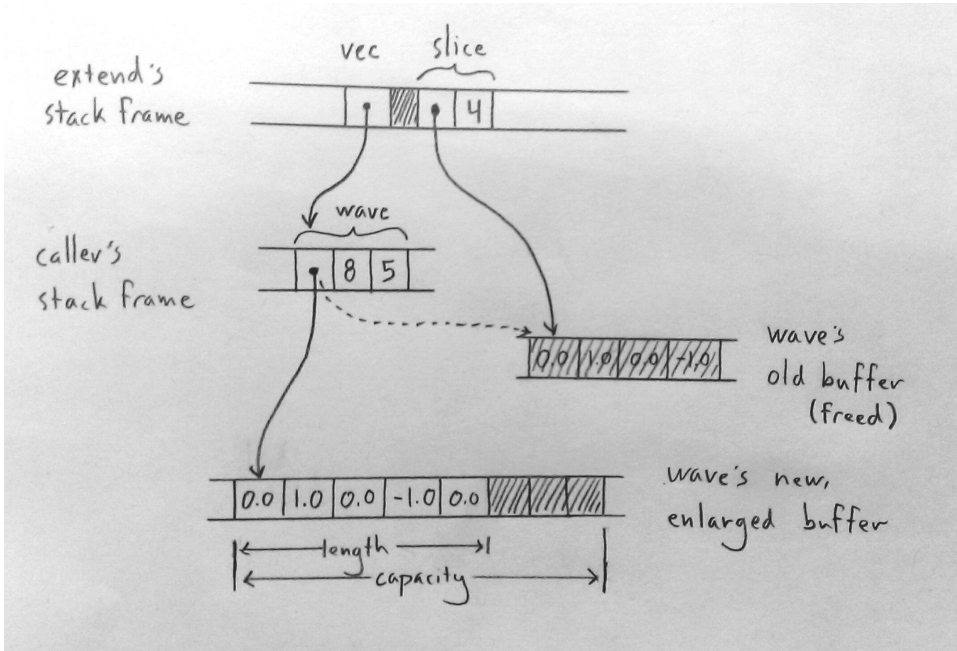 vec slice
extend's
stack frame
4
wave
caller's
stack frame
8 5
wave's
old buffer
(freed)
0.0 1.0 0.0 -1.0
wave's new,
enlarged buffer
0.0 1.0 0.0 -1.0 0.0
length
capacity